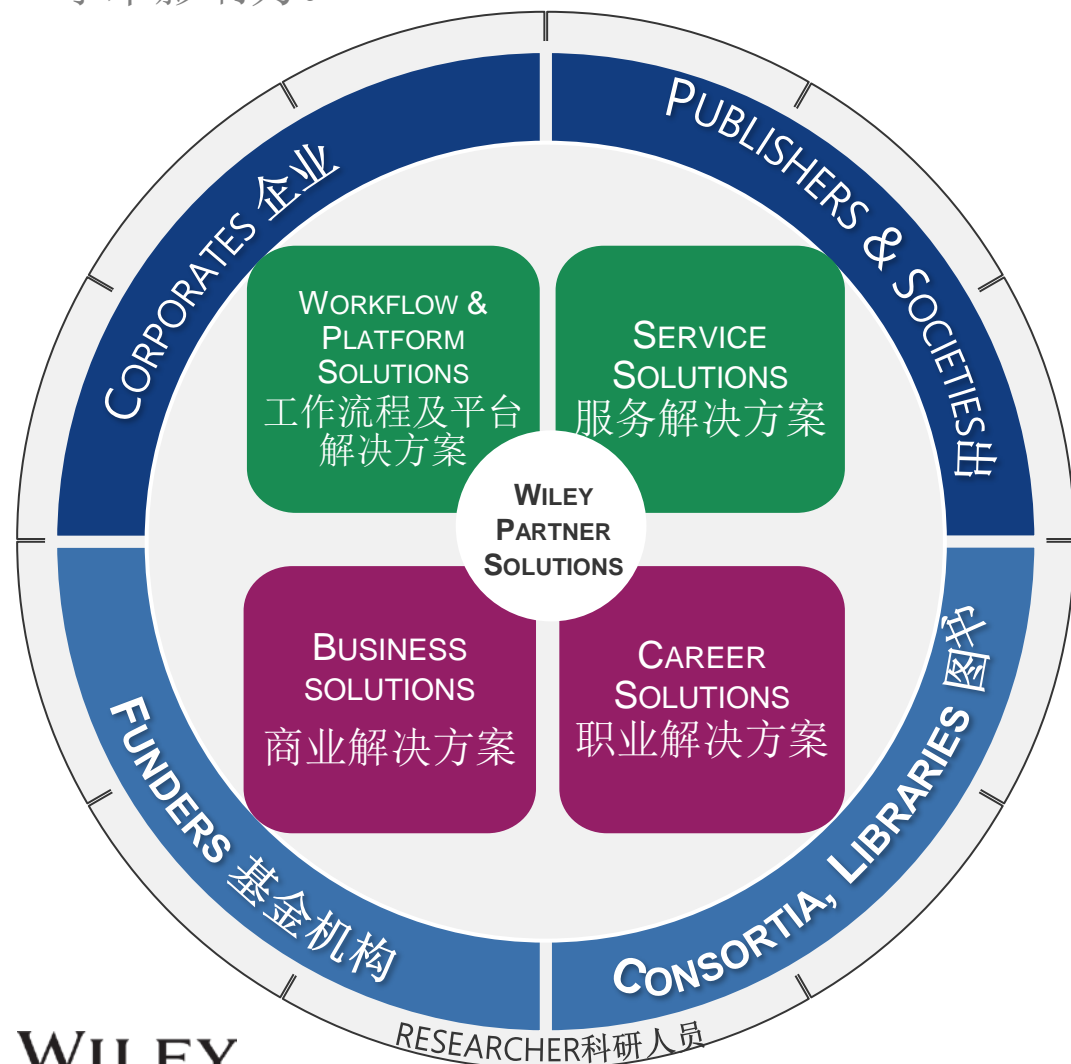 CORPORATES 企业
PUBLISHERS & SOCIETIES出
WORKFLOW &
PLATFORM
SOLUTIONS
工作流程及平台
解决方案
SERVICE
SOLUTIONS
服务解决方案
WILEY
PARTNER
SOLUTIONS
BUSINESS
SOLUTIONS
商业解决方案
CAREER
SOLUTIONS
职业解决方案
FUNDERS 基金机构
CONSORTIA, LIBRARIES 图书
RESEARCHER科研人员
WILEY